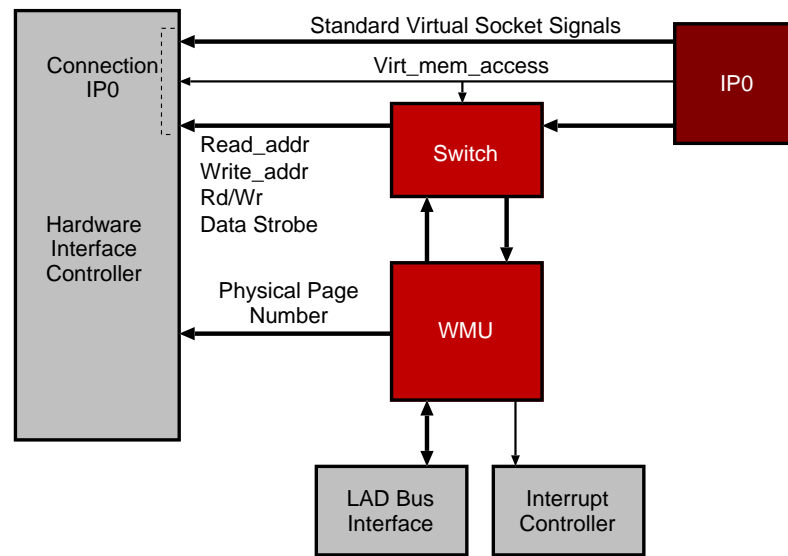 Standard Virtual Socket Signals
Connection
IP0
Virt_mem_access
IP0
Switch
Read_addr
Write_addr
Rd/Wr
Data Strobe
Hardware
Interface
Controller
Physical Page
Number
WMU
LAD Bus
Interface
Interrupt
Controller